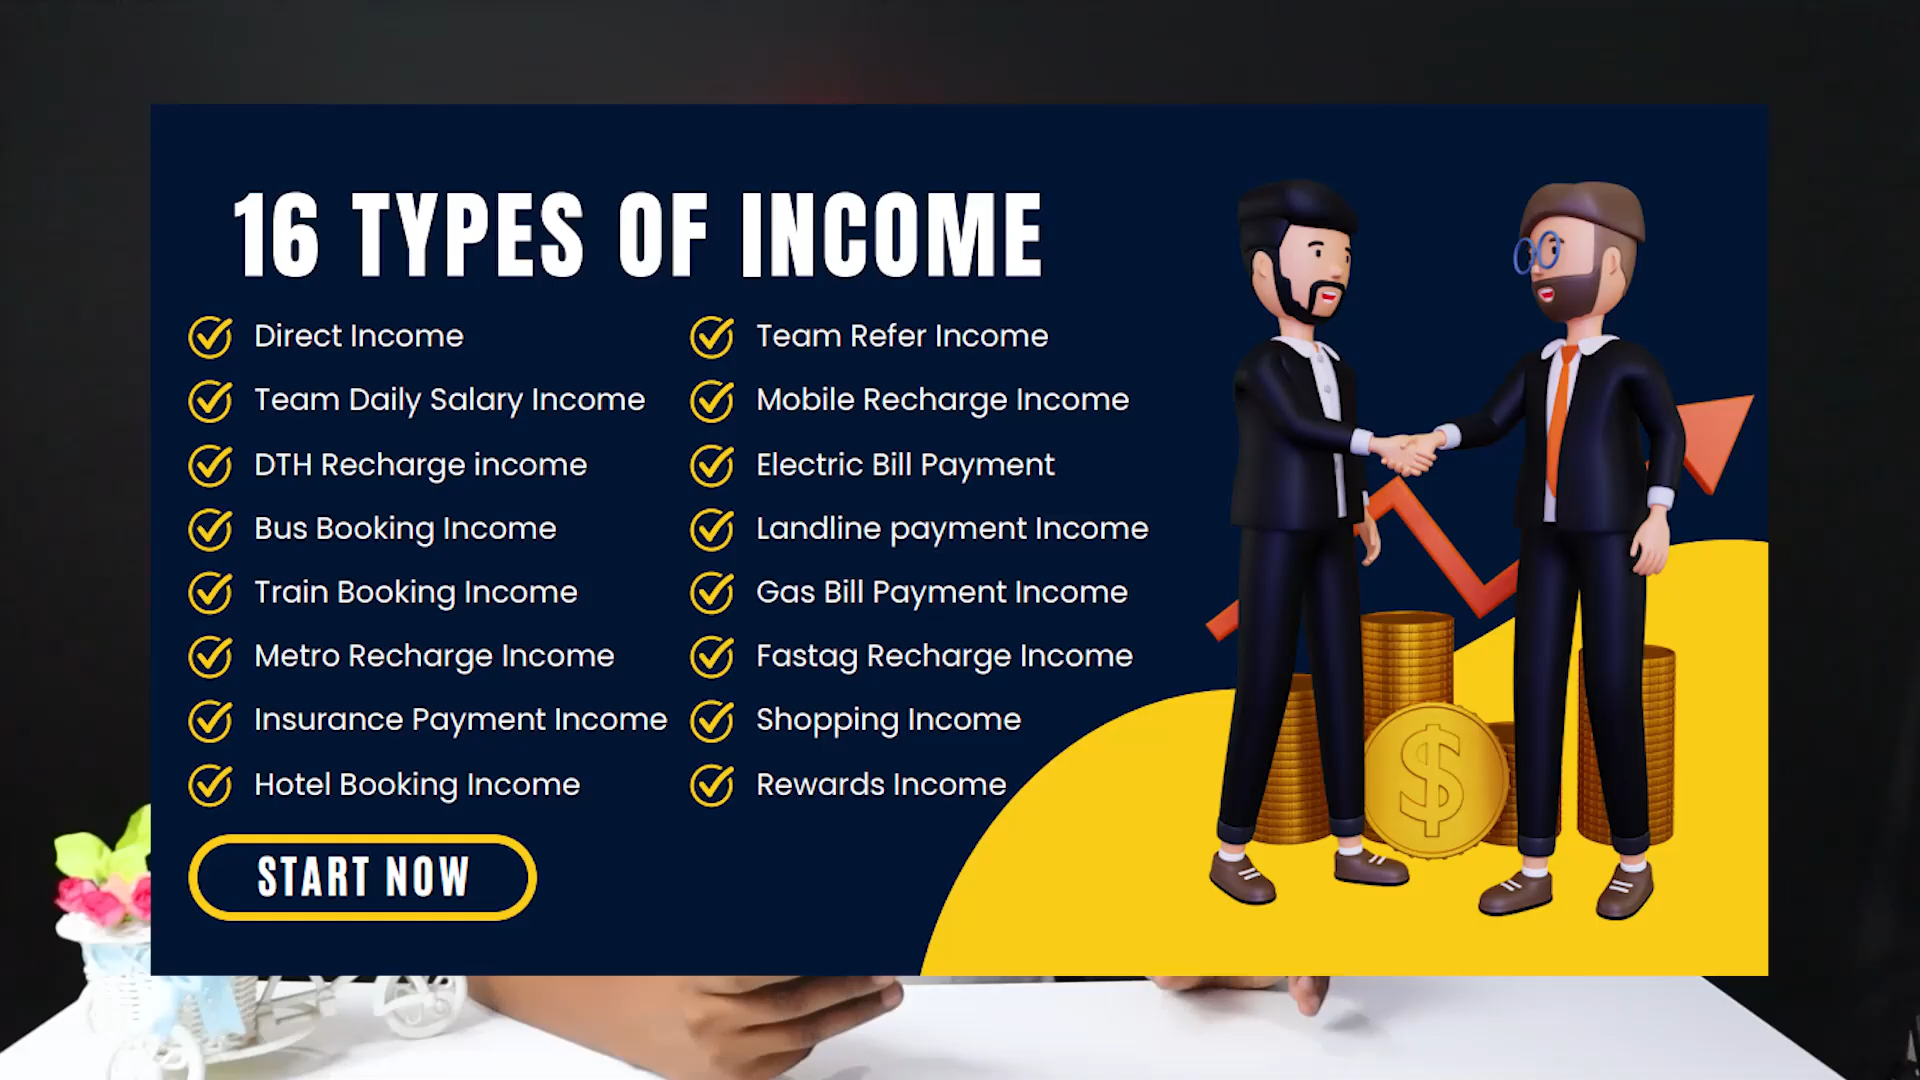 16 TYPES OF INCOME
Direct Income
Team Daily Salary Income
DTH Recharge income
Bus Booking Income
Train Booking Income
Metro Recharge Income
Insurance Payment Income
Hotel Booking Income
Team Refer Income
Mobile Recharge Income
Electric Bill Payment
Landline payment Income
Gas Bill Payment Income
Fastag Recharge Income
Shopping Income
Rewards Income
START NOW